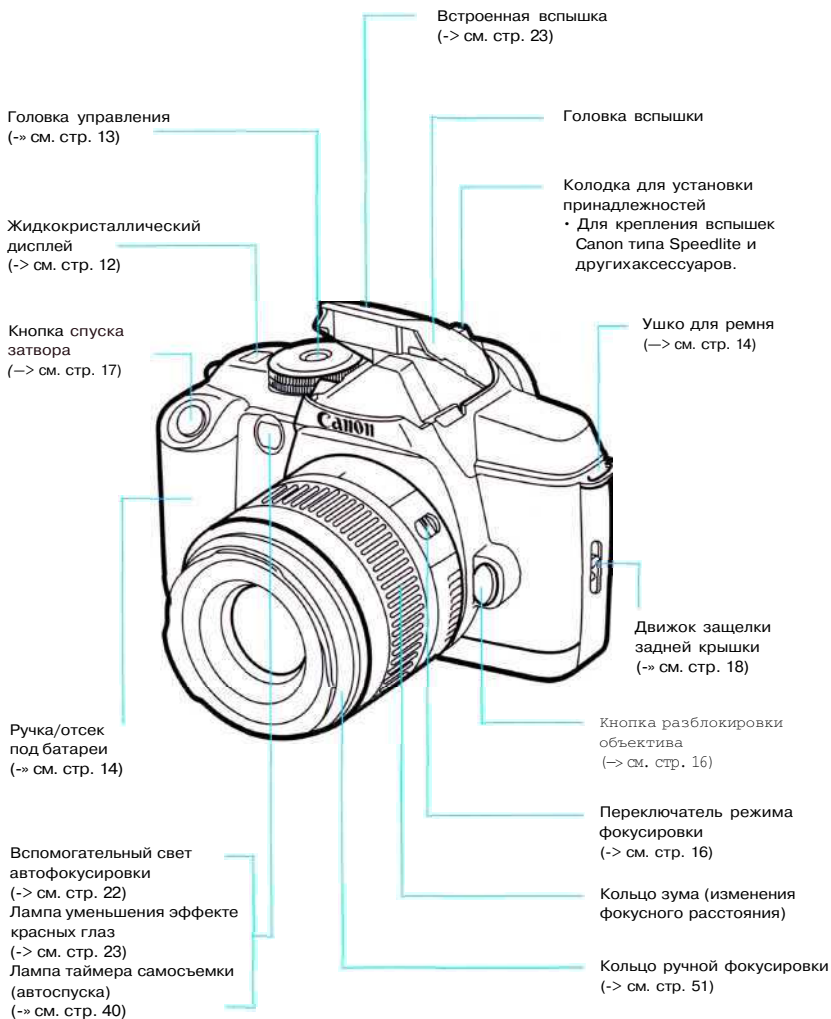 Встроенная вспышка
(-> см. стр. 23)
Головка управления
(-» см. стр. 13)
Головка вспышки
Колодка для установки
принадлежностей
• Для крепления вспышек
Canon типа Speedlite и
другихаксессуаров.
Жидкокристаллический
дисплей
(-> см. стр. 12)
Кнопка спуска
затвора
(—> см. стр. 17)
Ушко для ремня
(—> см. стр. 14)
Canon
Движок защелки
задней крышки
(-» см. стр. 18)
Ручка/отсек
под батареи
(-» см. стр. 14)
Кнопка разблокировки
объектива
(—> см. стр. 16)
Переключатель режима
фокусировки
(-> см. стр. 16)
Вспомогательный свет
автофокусировки
(-> см. стр. 22)
Лампа уменьшения эффекте
красных глаз
(-> см. стр. 23)
Лампа таймера самосъемки
(автоспуска)
(-» см. стр. 40)
Кольцо зума (изменения
фокусного расстояния)
Кольцо ручной фокусировки
(-> см. стр. 51)